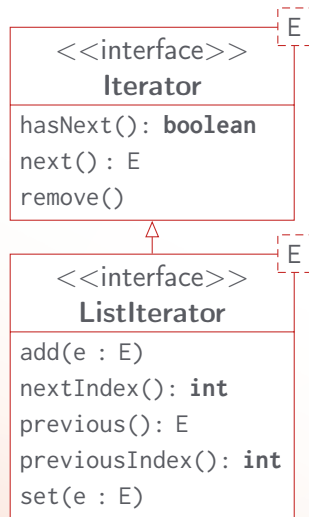 E
<<interface>>
Iterator
hasNext(): boolean
next() : E
remove()
E
<<interface>>
ListIterator
add(e : E)
nextIndex(): int
previous(): E
previousIndex(): int
set(e : E)